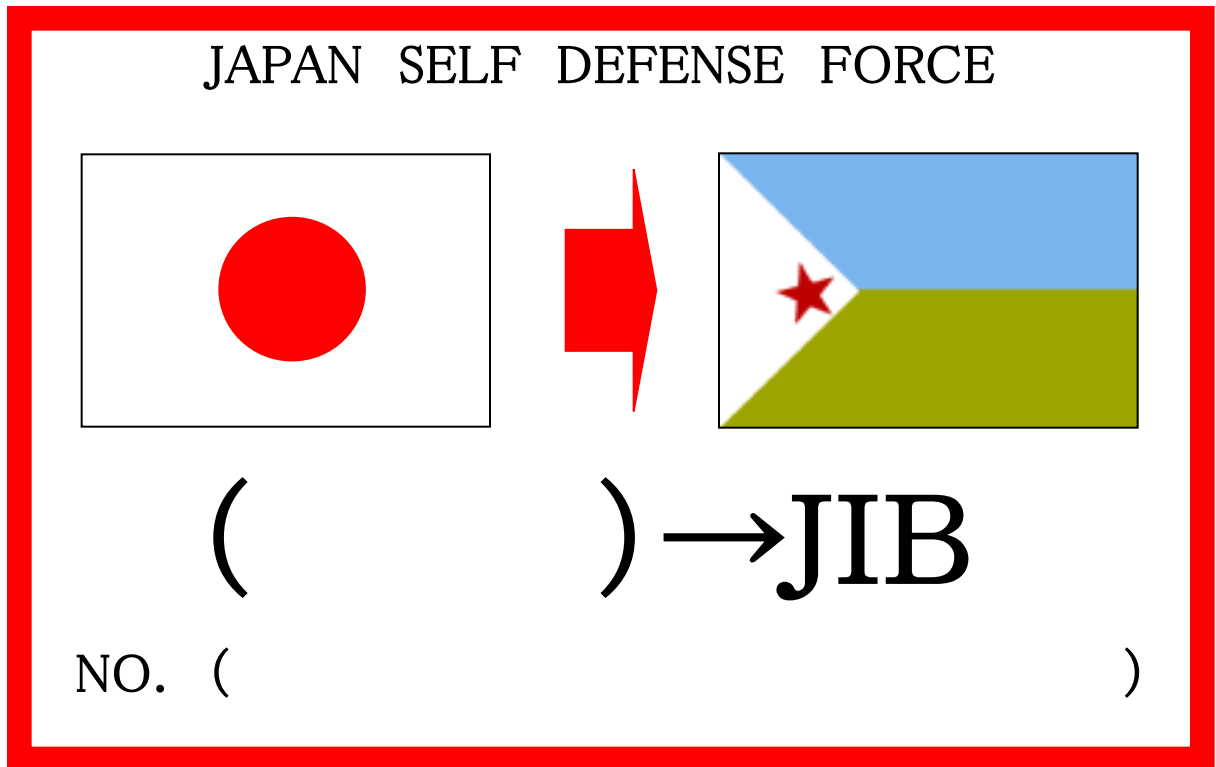 JAPAN SELF DEFENSE FORCE
(          )→JIB
NO. (                              )